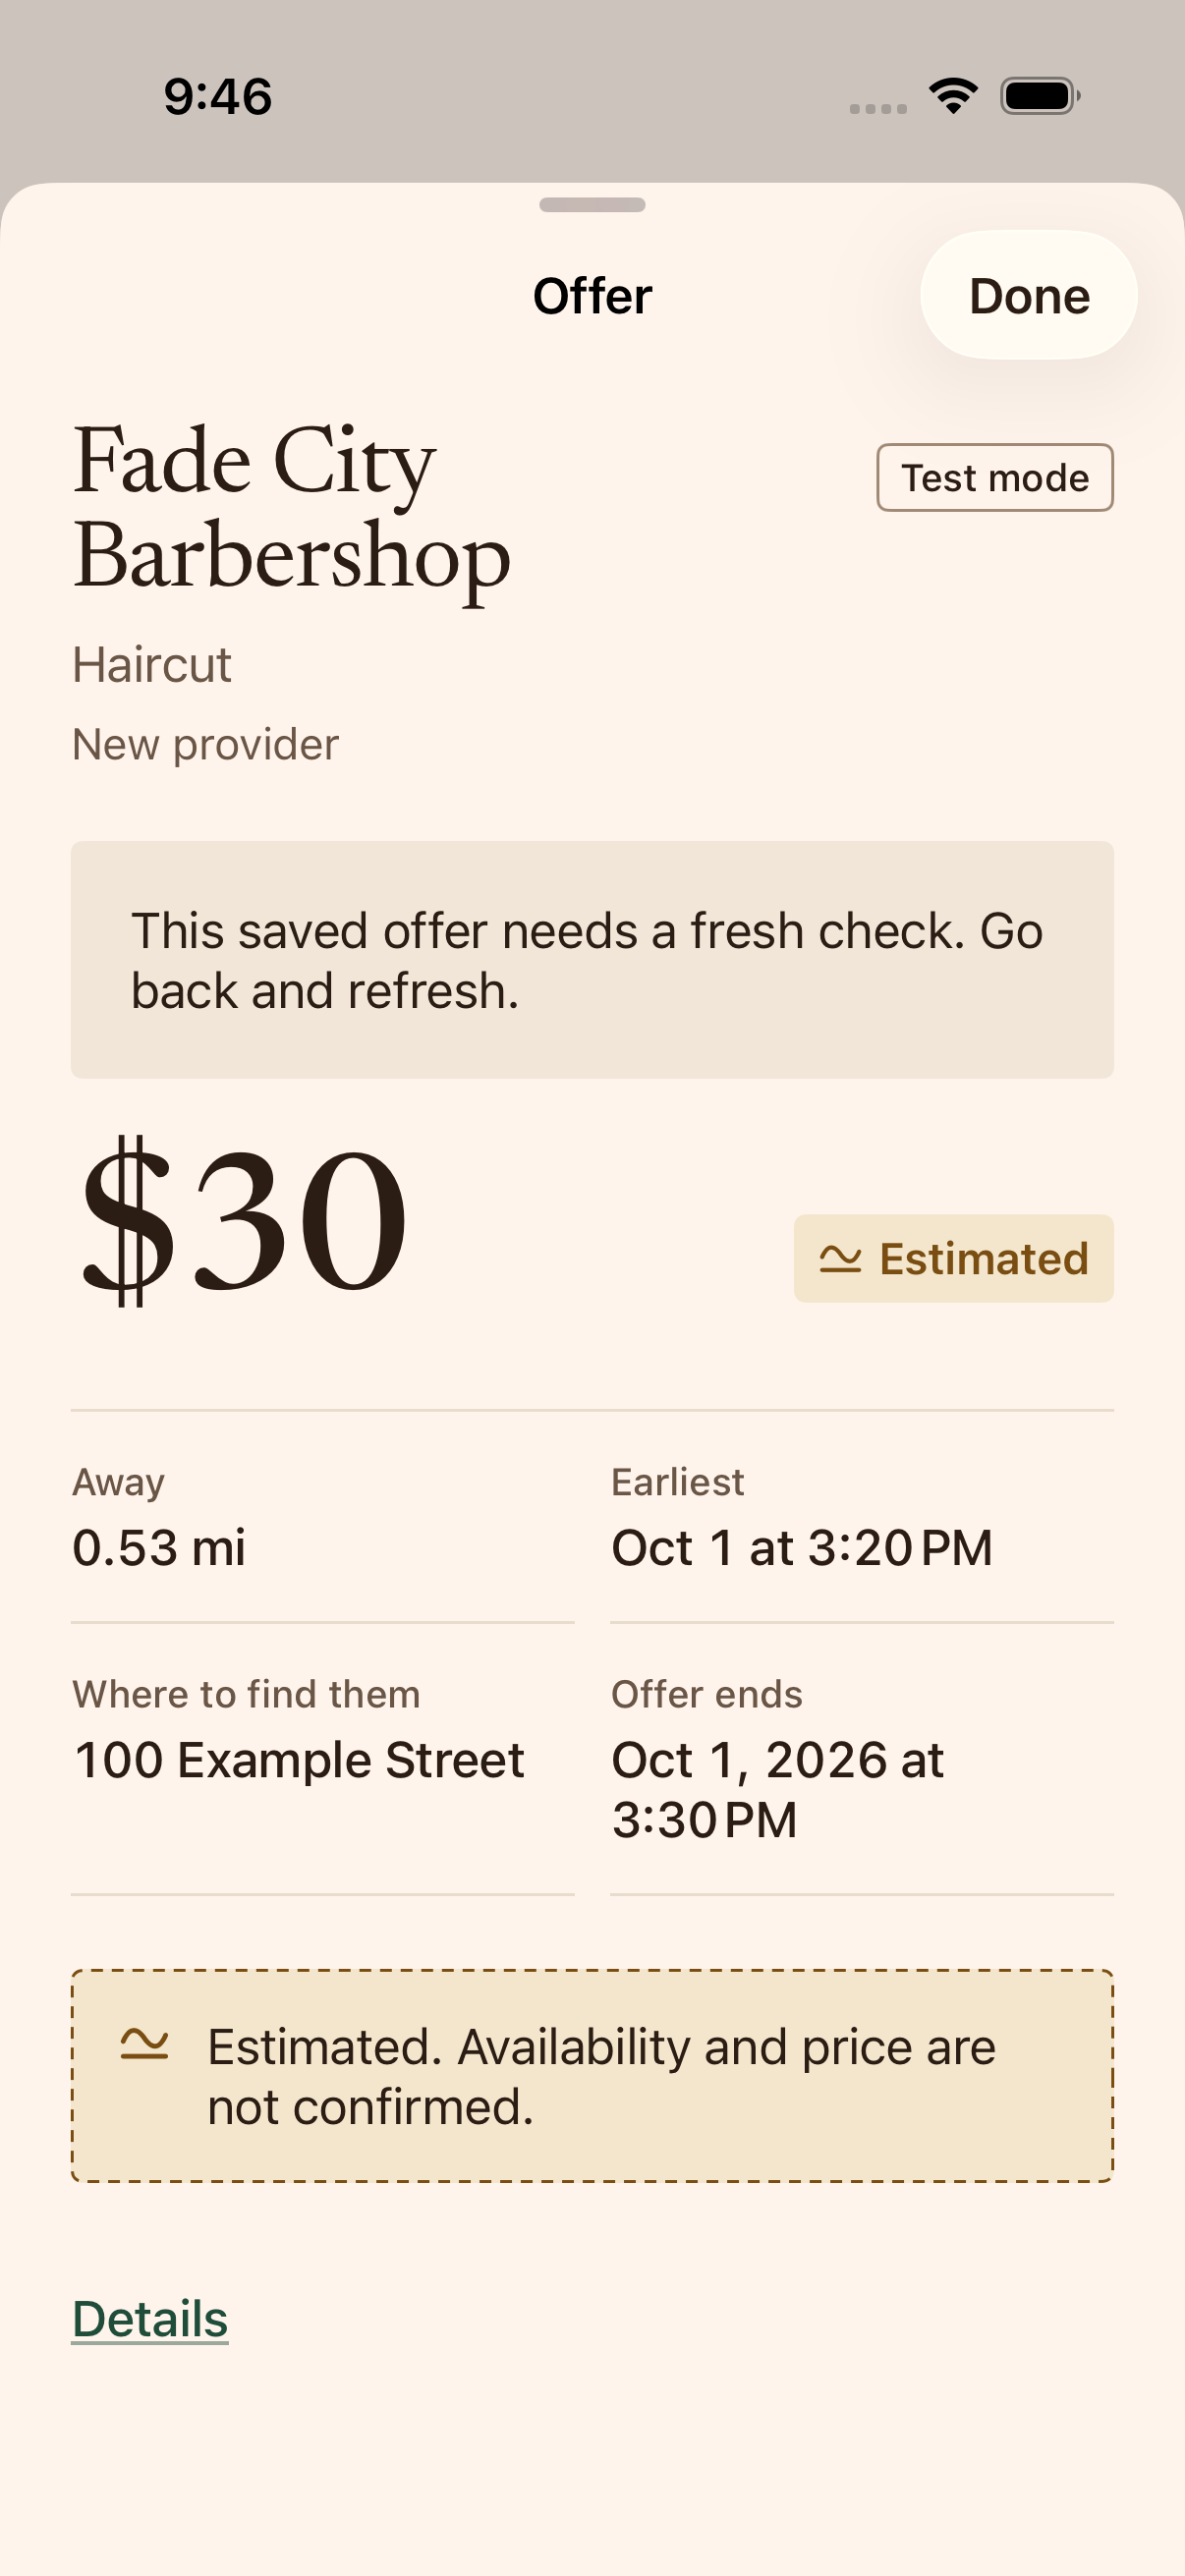 9:46
Offer
Done
Fade City
Barbershop
Test mode
Haircut
New provider
This saved offer needs a fresh check. Go
back and refresh.
$30
Estimated
Away
0.53 mi
Earliest
Oct 1 at 3:20 PM
Where to find them
100 Example Street
Offer ends
Oct 1, 2026 at
3:30 PM
Estimated. Availability and price are
not confirmed.
Details